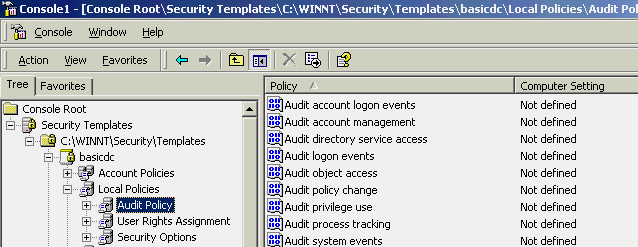 Console1 - [Console Root\Security Templates\C:\WINNT\Security\Templates\basicdc\Local Policies\Audit Pol
Console Window Help
Action View Favorites
Tree Favorites
Console Root
Security Templates
C:\WINNT\Security\Templates
basicdc
Account Policies
Local Policies
Audit Policy
User Rights Assignment
Security Options
Policy Computer Setting
Audit account logon events Not defined
Audit account management Not defined
Audit directory service access Not defined
Audit logon events Not defined
Audit object access Not defined
Audit policy change Not defined
Audit privilege use Not defined
Audit process tracking Not defined
Audit system events Not defined